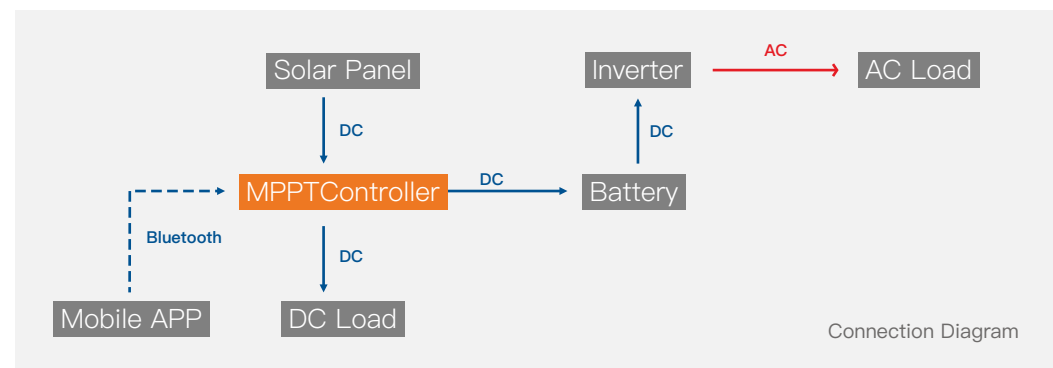 AC
Solar Panel
Inverter
AC Load
DC
DC
MPPTController
DC
Battery
Bluetooth
DC
Mobile APP
DC Load
Connection Diagram